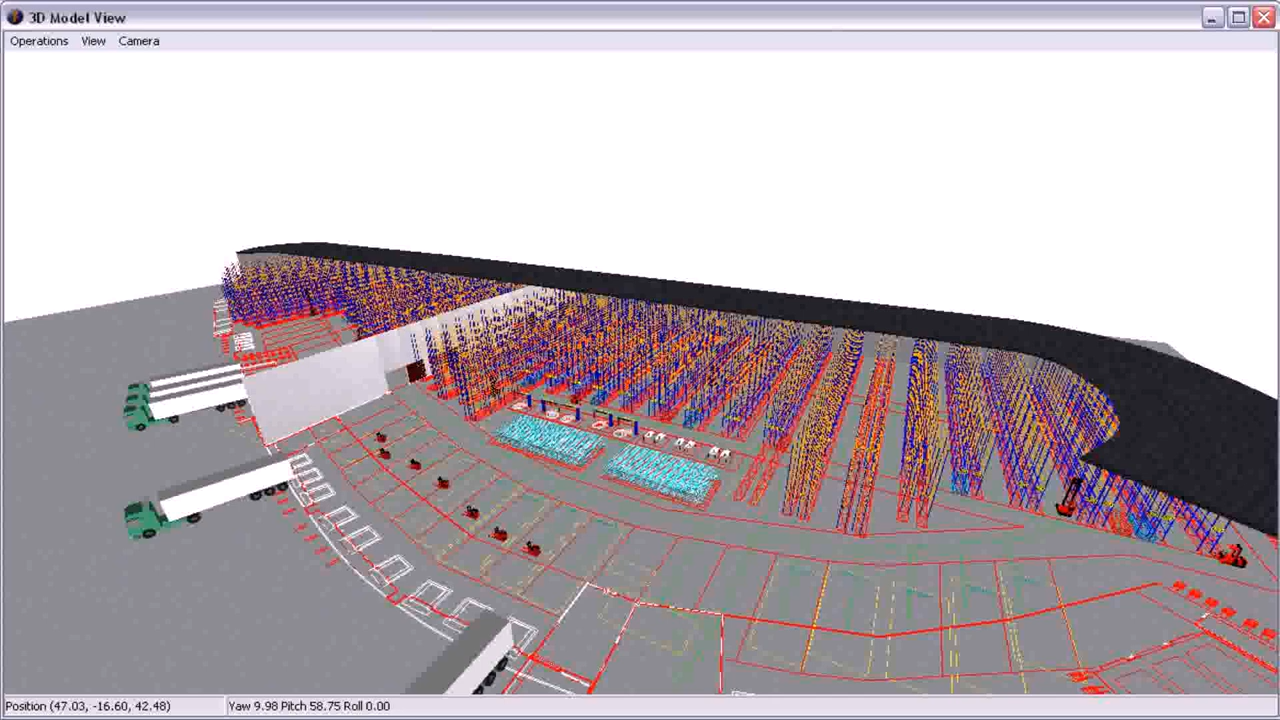 3D Model View
Operations View Camera
Position (47.03, -16.60, 42.48) Yaw 9.98 Pitch 58.75 Roll 0.00